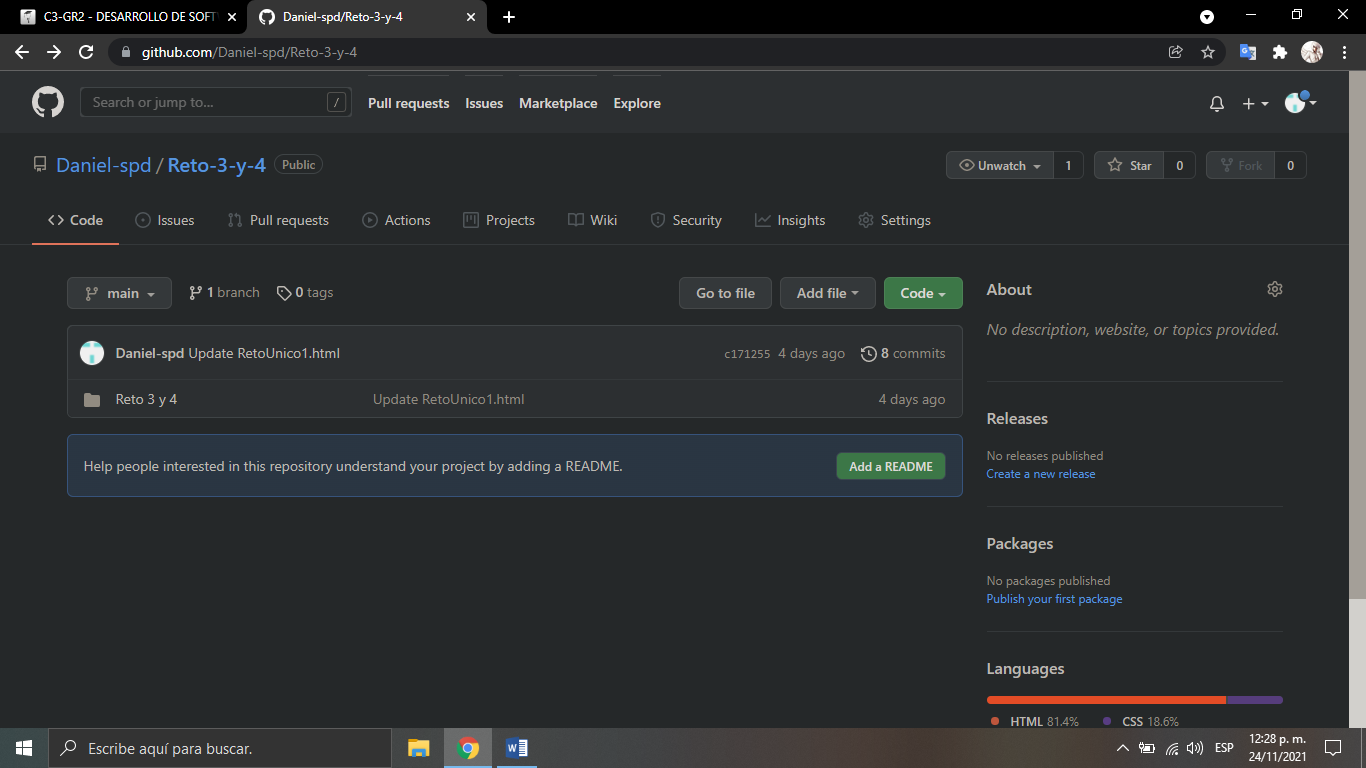 C3-GR2 - DESARROLLO DE SOFT
Daniel-spd/Reto-3-y-4
github.com/Daniel-spd/Reto-3-y-4
Search or jump to... /
Pull requests Issues Marketplace Explore
Daniel-spd / Reto-3-y-4 Public
Unwatch 1 Star 0 Fork 0
Code Issues Pull requests Actions Projects Wiki Security Insights Settings
main 1 branch 0 tags Go to file Add file Code
Daniel-spd Update RetoUnico1.html c171255 4 days ago 8 commits
Reto 3 y 4 Update RetoUnico1.html 4 days ago
Help people interested in this repository understand your project by adding a README. Add a README
About
No description, website, or topics provided.
Releases
No releases published
Create a new release
Packages
No packages published
Publish your first package
Languages
HTML 81.4% CSS 18.6%
Escribe aquí para buscar.
ESP
12:28 p. m.
24/11/2021